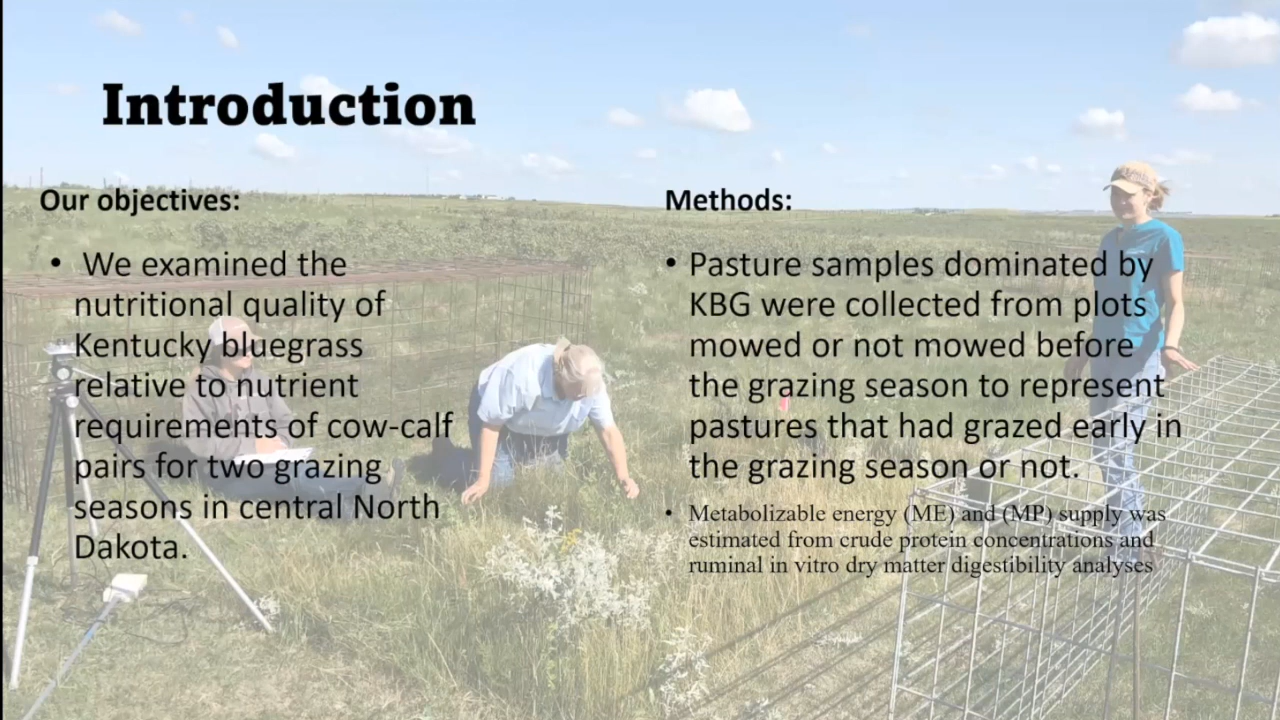 Introduction
Our objectives:
• We examined the
nutritional quality of
Kentucky bluegrass
relative to nutrient
requirements of cow-calf
pairs for two grazing
seasons in central North
Dakota.
Methods:
• Pasture samples dominated by
KBG were collected from plots
mowed or not mowed before
the grazing season to represent
pastures that had grazed early in
the grazing season or not.
• Metabolizable energy (ME) and (MP) supply was
estimated from crude protein concentrations and
ruminal in vitro dry matter digestibility analyses